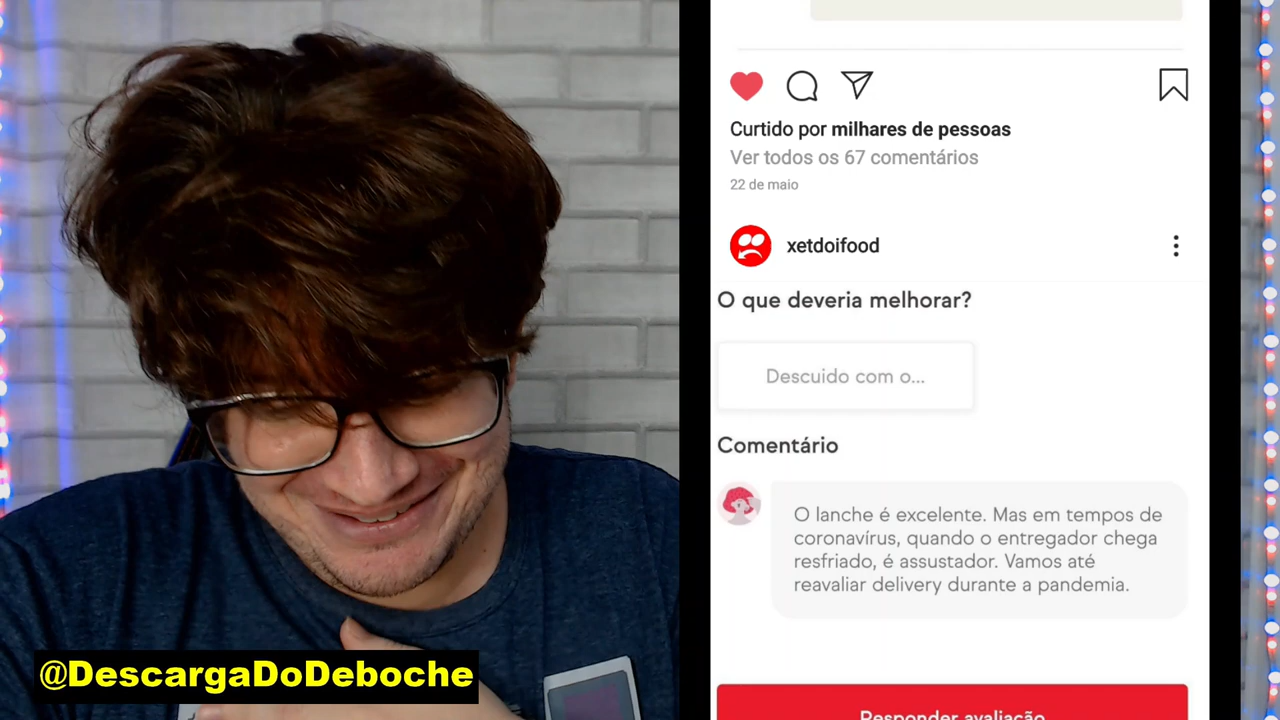 Curtido por milhares de pessoas
Ver todos os 67 comentários
22 de maio
xetdoifood
O que deveria melhorar?
Descuido com o...
Comentário
O lanche é excelente. Mas em tempos de
coronavírus, quando o entregador chega
resfriado, é assustador. Vamos até
reavaliar delivery durante a pandemia.
Responder avaliação
@DescargaDoDeboche